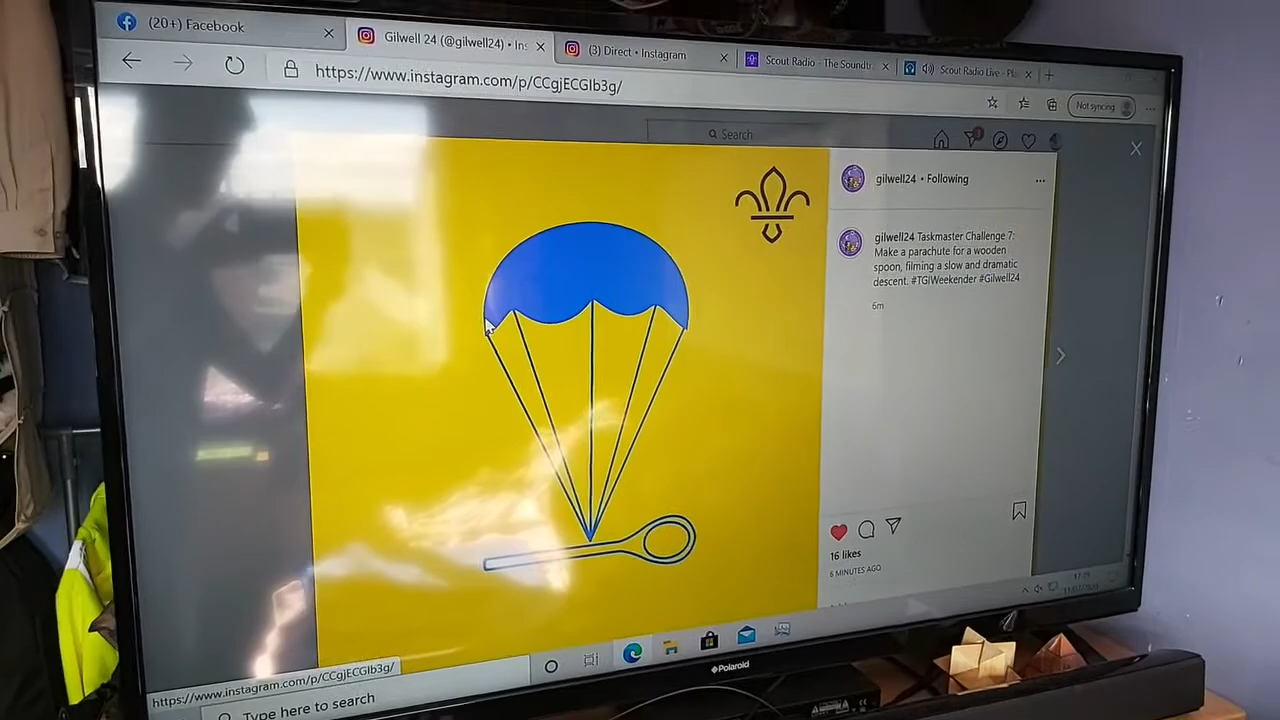 (20+) Facebook
Gilwell 24 (@gilwell24) • Ins
(3) Direct • Instagram
Scout Radio - The Soundtr
Scout Radio Live - Pl
https://www.instagram.com/p/CCgjECGIb3g/
Not syncing
Search
gilwell24 • Following
gilwell24 Taskmaster Challenge 7:
Make a parachute for a wooden
spoon, filming a slow and dramatic
descent. #TGIWeekender #Gilwell24
6m
16 likes
6 MINUTES AGO
https://www.instagram.com/p/CCgjECGIb3g/
Type here to search
Polaroid